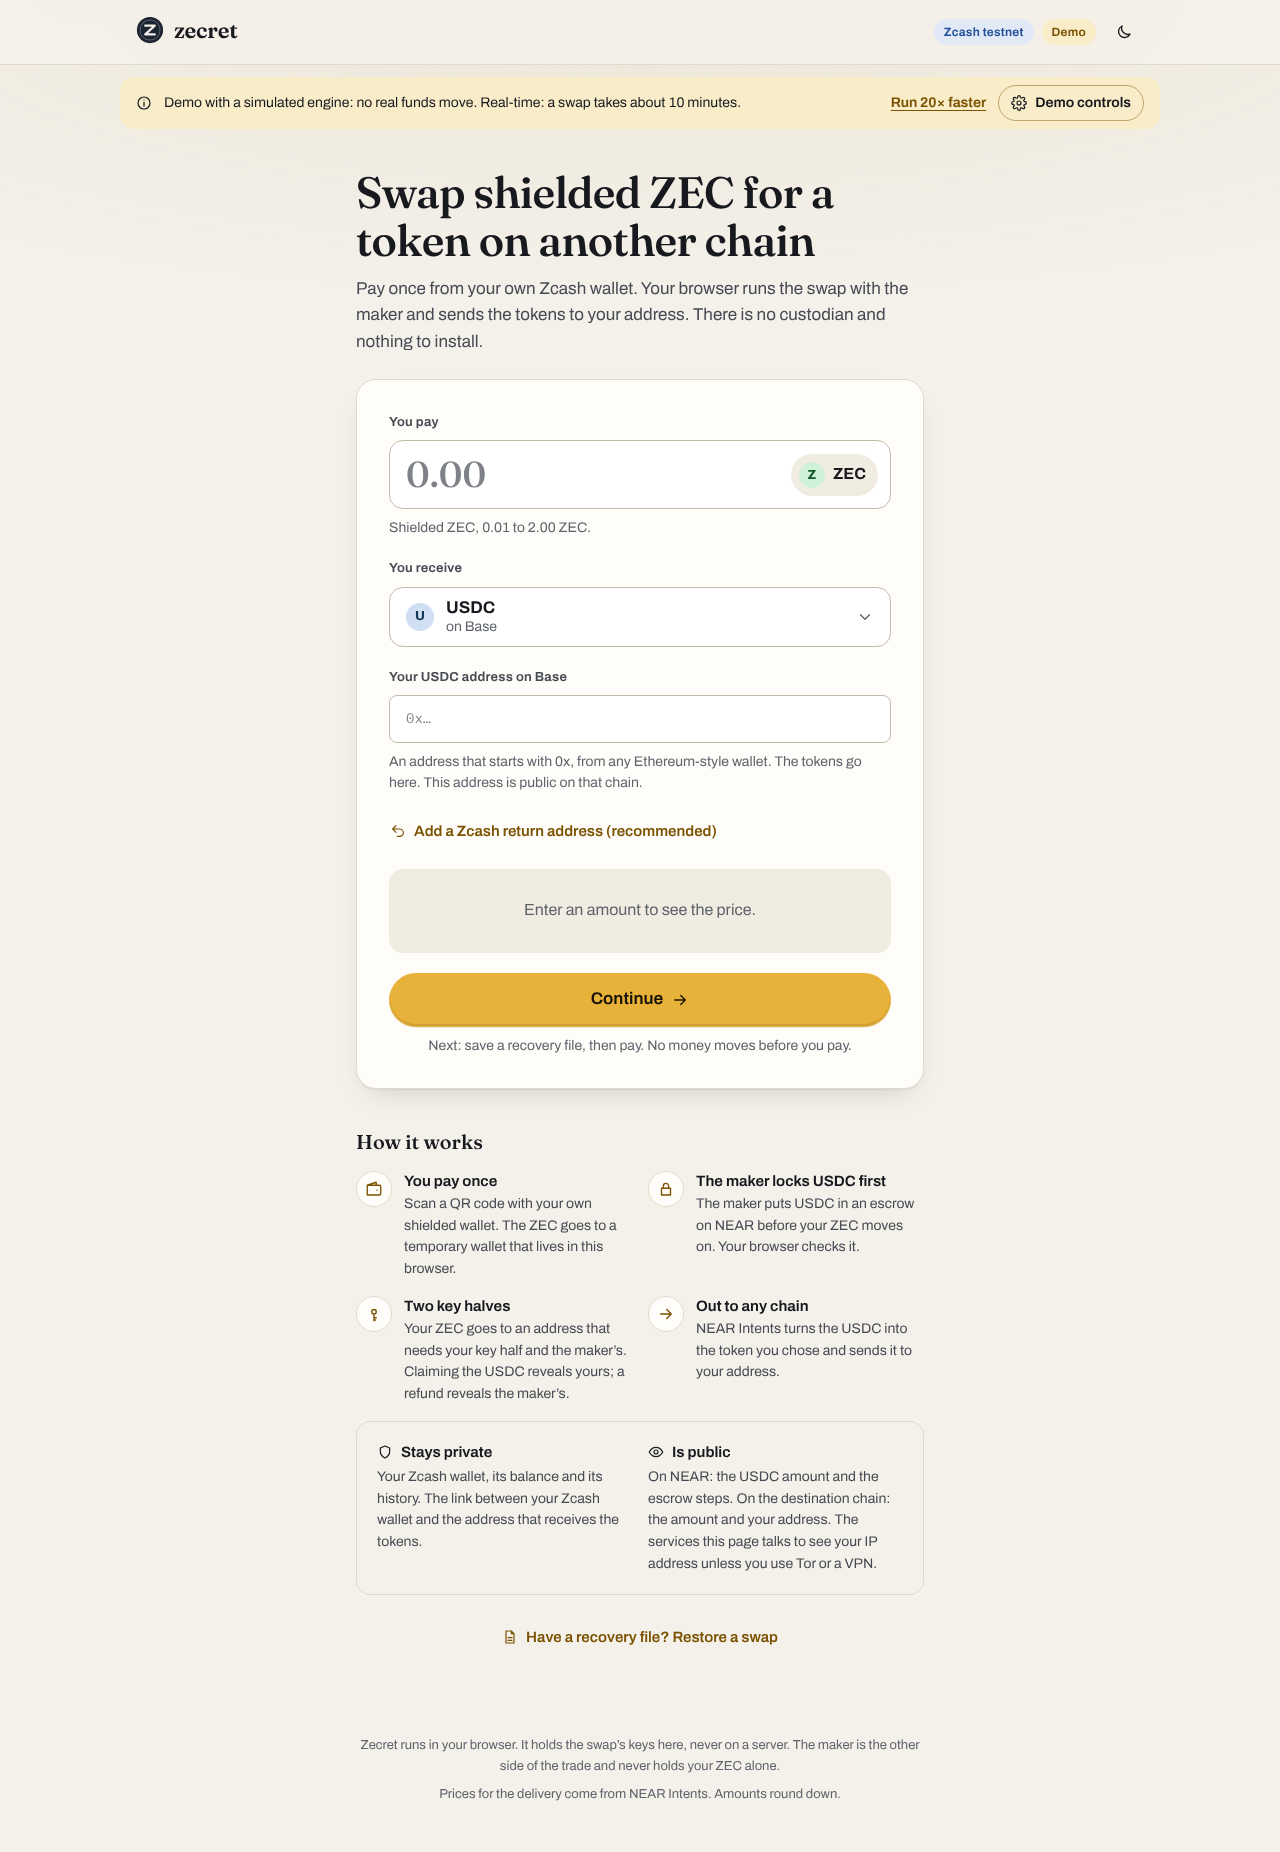 zecret
Zcash testnet
Demo
Demo with a simulated engine: no real funds move. Real-time: a swap takes about 10 minutes.
Run 20× faster
Demo controls
Swap shielded ZEC for a
token on another chain
Pay once from your own Zcash wallet. Your browser runs the swap with the
maker and sends the tokens to your address. There is no custodian and
nothing to install.
You pay
0.00
Z
ZEC
Shielded ZEC, 0.01 to 2.00 ZEC.
You receive
U
USDC
on Base
Your USDC address on Base
0x…
An address that starts with 0x, from any Ethereum-style wallet. The tokens go
here. This address is public on that chain.
Add a Zcash return address (recommended)
Enter an amount to see the price.
Continue →
Next: save a recovery file, then pay. No money moves before you pay.
How it works
You pay once
Scan a QR code with your own
shielded wallet. The ZEC goes to a
temporary wallet that lives in this
browser.
The maker locks USDC first
The maker puts USDC in an escrow
on NEAR before your ZEC moves
on. Your browser checks it.
Two key halves
Your ZEC goes to an address that
needs your key half and the maker’s.
Claiming the USDC reveals yours; a
refund reveals the maker’s.
Out to any chain
NEAR Intents turns the USDC into
the token you chose and sends it to
your address.
Stays private
Your Zcash wallet, its balance and its
history. The link between your Zcash
wallet and the address that receives the
tokens.
Is public
On NEAR: the USDC amount and the
escrow steps. On the destination chain:
the amount and your address. The
services this page talks to see your IP
address unless you use Tor or a VPN.
Have a recovery file? Restore a swap
Zecret runs in your browser. It holds the swap’s keys here, never on a server. The maker is the other
side of the trade and never holds your ZEC alone.
Prices for the delivery come from NEAR Intents. Amounts round down.